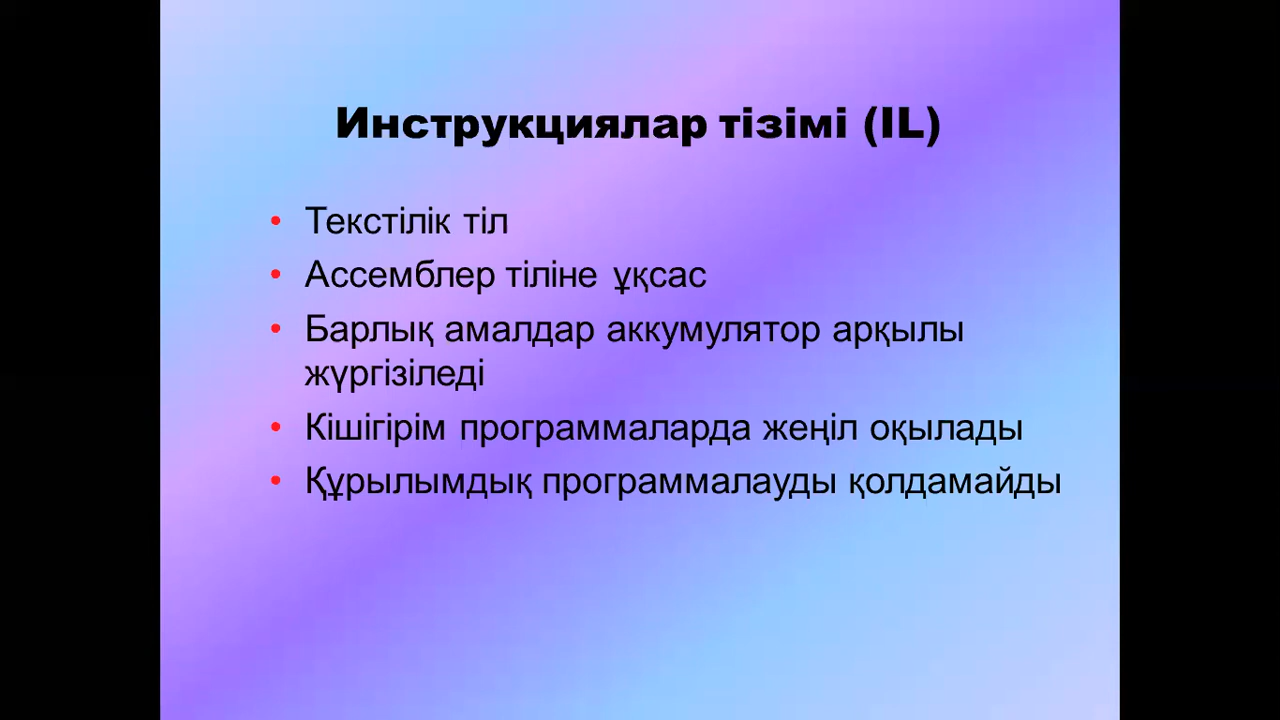 Инструкциялар тізімі (IL)
• Текстілік тіл
• Ассемблер тіліне ұқсас
• Барлық амалдар аккумулятор арқылы
жүргізіледі
• Кішігірім программаларда жеңіл оқылады
• Құрылымдық программалауды қолдамайды